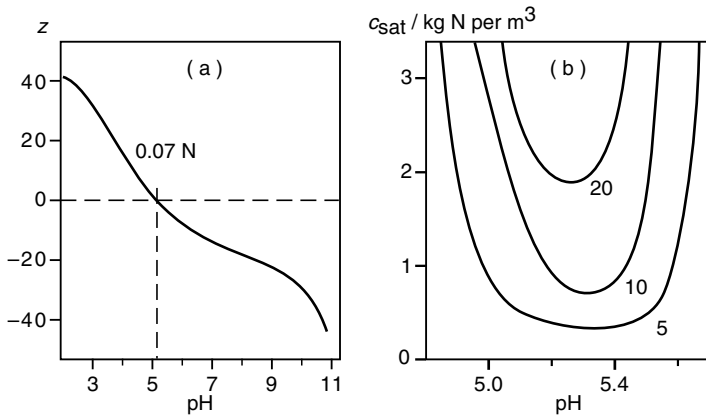 z
( a )
40
20
0
−20
−40
0.07 N
3 5 7 9 11
pH
c_sat / kg N per m³
( b )
3
2
1
0
20
10
5
5.0 5.4
pH